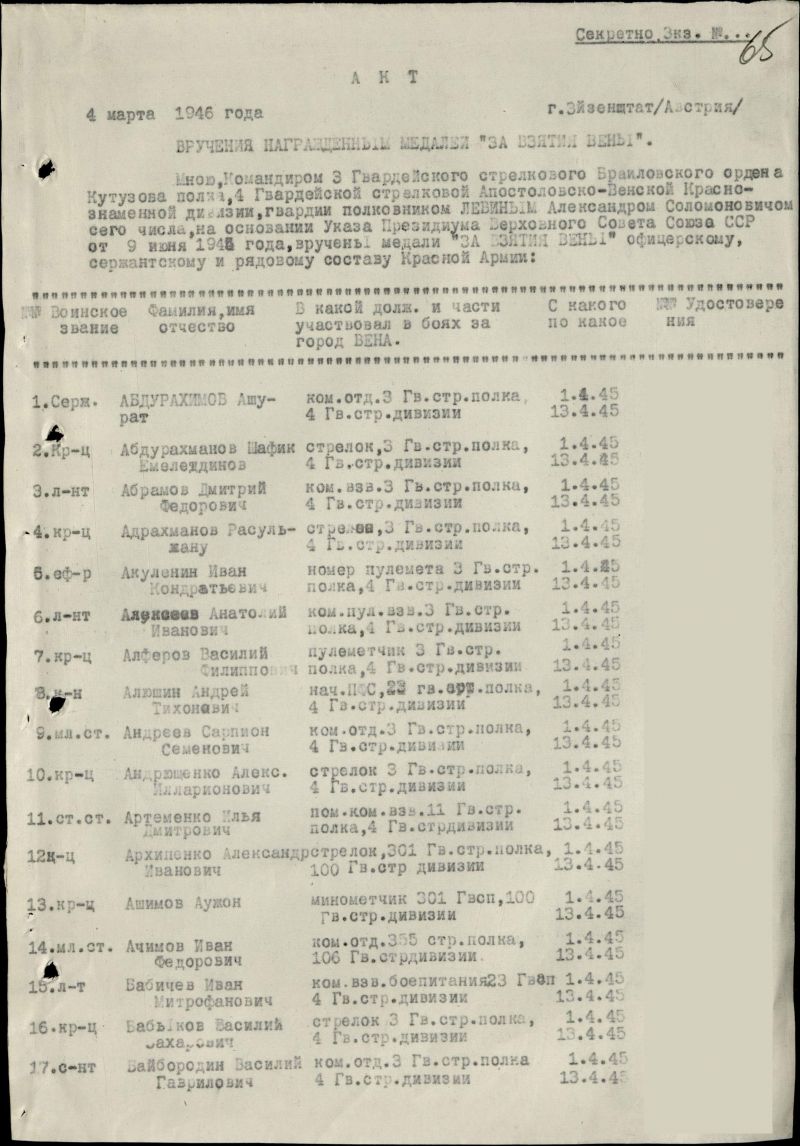 Секретно, Экз. №...
65
А К Т
4 марта 1946 года г.Эйзенштат/Австрия/
ВРУЧЕНИЯ НАГРАЖДЕННЫМ МЕДАЛЕЙ "ЗА ВЗЯТИЯ ВЕНЫ".
Мною,Командиром 3 Гвардейского стрелкового Браиловского ордена
Кутузова полка,4 Гвардейской стрелковой Апостоловско-Венской Красно-
знаменной дивизии,гвардии полковником ЛЕВИНЫМ Александром Соломоновичом
сего числа,на основании Указа Президиума Верховного Совета Союза ССР
от 9 июня 1945 года,вручены медали "ЗА ВЗЯТИЯ ВЕНЫ" офицерскому,
сержантскому и рядовому составу Красной Армии:
№№ Воинское Фамилия,имя В какой долж. и части С какого №№ Удостовере
звание отчество участвовал в боях за по какое ния
город ВЕНА.
1.Серж. АБДУРАХИМОВ Ашу- ком.отд.3 Гв.стр.полка, 1.4.45
рат 4 Гв.стр.дивизии 13.4.45
2.Кр-ц Абдурахманов Шафик стрелок,3 Гв.стр.полка, 1.4.45
Емелетдинов 4 Гв.стр.дивизии 13.4.45
3.л-нт Абрамов Дмитрий ком.взв.3 Гв.стр.полка, 1.4.45
Федорович 4 Гв.стр.дивизии 13.4.45
4.кр-ц Адрахманов Расуль- стрелок,3 Гв.стр.полка, 1.4.45
жану 4 Гв.стр.дивизии 13.4.45
5.еф-р Акуленин Иван номер пулемета 3 Гв.стр. 1.4.45
Кондратьевич полка,4 Гв.стр.дивизии 13.4.45
6.л-нт Алексеев Анатолий ком.пул.взв.3 Гв.стр. 1.4.45
Иванович полка,4 Гв.стр.дивизии 13.4.45
7.кр-ц Алферов Василий пулеметчик 3 Гв.стр. 1.4.45
Филиппович полка,4 Гв.стр.дивизии 13.4.45
8.к-н Алюшин Андрей нач.ПФС,23 гв.арт.полка, 1.4.45
Тихонович 4 Гв.стр.дивизии 13.4.45
9.мл.ст. Андреев Сарпион ком.отд.3 Гв.стр.полка, 1.4.45
Семенович 4 Гв.стр.дивизии 13.4.45
10.кр-ц Андрющенко Алекс. стрелок 3 Гв.стр.полка, 1.4.45
Илларионович 4 Гв.стр.дивизии 13.4.45
11.ст.ст. Артеменко Илья пом.ком.взв.11 Гв.стр. 1.4.45
Дмитрович полка,4 Гв.стрдивизии 13.4.45
12к-ц Архипенко Александр стрелок,301 Гв.стр.полка, 1.4.45
Иванович 100 Гв.стр дивизии 13.4.45
13.кр-ц Ашимов Аужон минометчик 301 Гвсп,100 1.4.45
Гв.стр.дивизии 13.4.45
14.мл.ст. Ачимов Иван ком.отд.355 стр.полка, 1.4.45
Федорович 106 Гв.стрдивизии. 13.4.45
15.л-т Бабичев Иван ком.взв.боепитания23 Гвсп 1.4.45
Митрофанович 4 Гв.стр.дивизии 13.4.45
16.кр-ц Бабыков Василий стрелок 3 Гв.стр.полка, 1.4.45
Захарович 4 Гв.стр.дивизии 13.4.45
17.с-нт Байбородин Василий ком.отд.3 Гв.стр.полка 1.4.45
Гаврилович 4 Гв.стр.дивизии 13.4.45